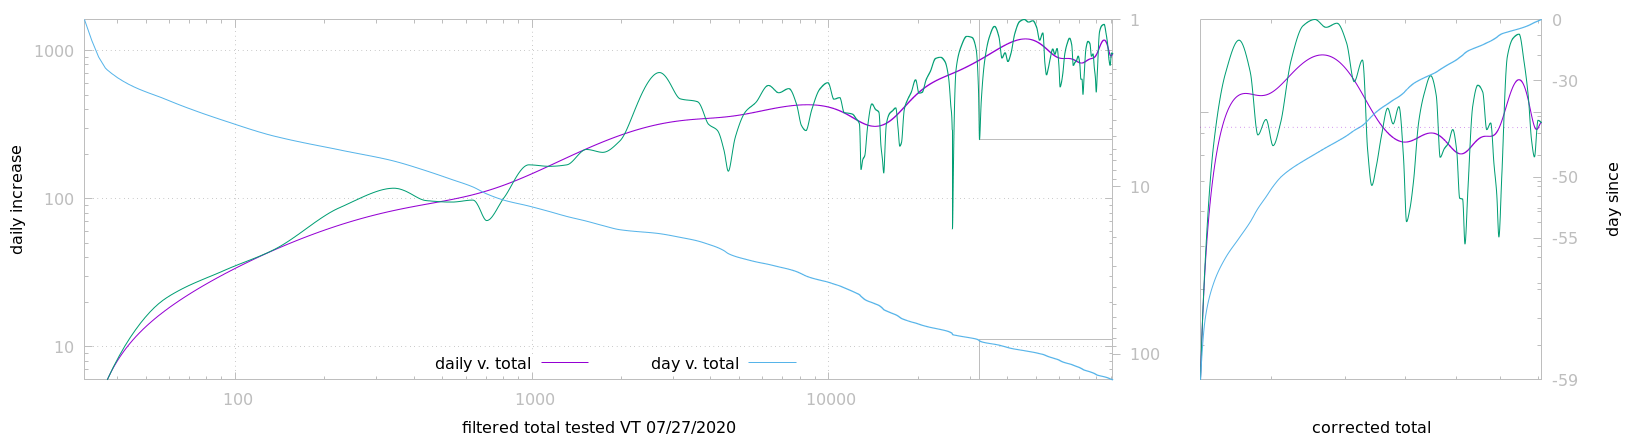 daily increase
1000
100
10
100
1000
10000
filtered total tested VT 07/27/2020
daily v. total
day v. total
1
10
100
0
-30
-50
-55
-59
day since
corrected total